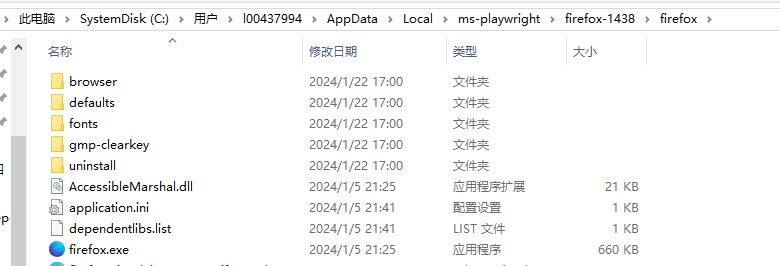 此电脑 > SystemDisk (C:) > 用户 > l00437994 > AppData > Local > ms-playwright > firefox-1438 > firefox >
名称 修改日期 类型 大小
browser 2024/1/22 17:00 文件夹
defaults 2024/1/22 17:00 文件夹
fonts 2024/1/22 17:00 文件夹
gmp-clearkey 2024/1/22 17:00 文件夹
uninstall 2024/1/22 17:00 文件夹
AccessibleMarshal.dll 2024/1/5 21:25 应用程序扩展 21 KB
application.ini 2024/1/5 21:41 配置设置 1 KB
dependentlibs.list 2024/1/5 21:41 LIST 文件 1 KB
firefox.exe 2024/1/5 21:25 应用程序 660 KB